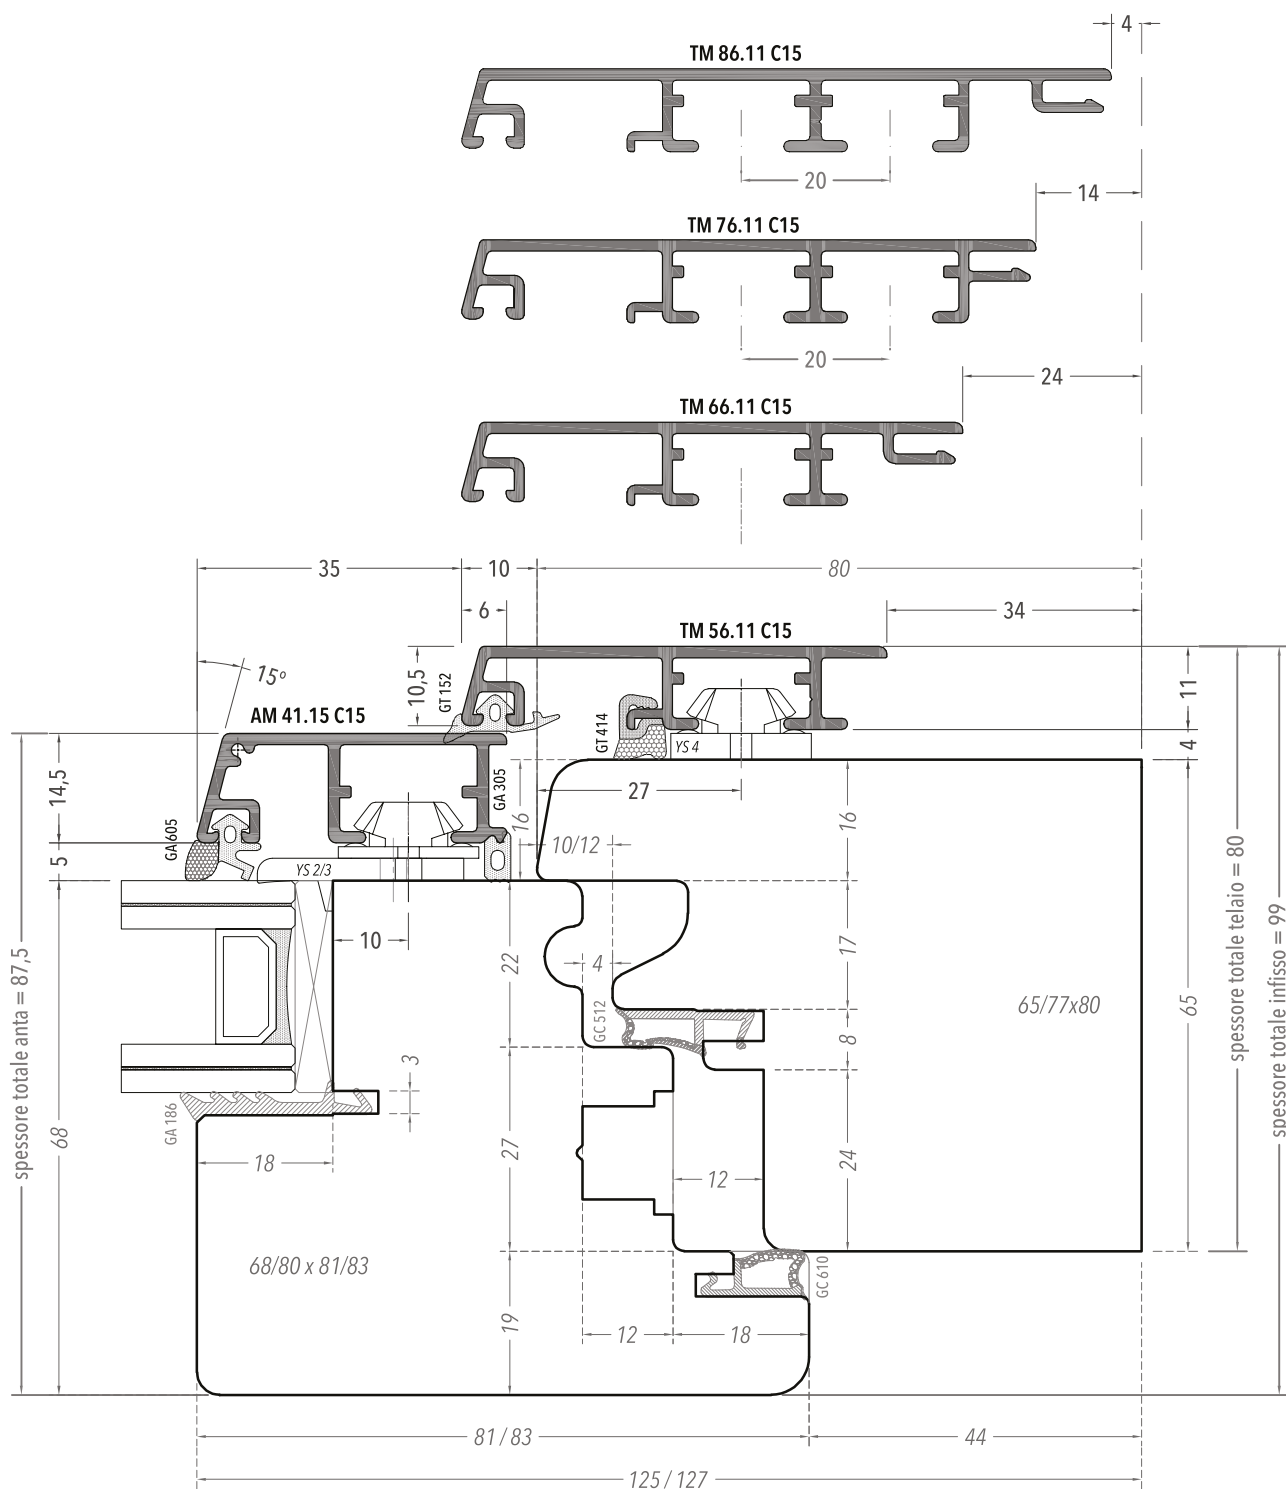 4
TM 86.11 C15
20
14
TM 76.11 C15
20
24
TM 66.11 C15
35
10
80
6
34
TM 56.11 C15
15º
10,5
GT 152
11
AM 41.15 C15
GT 414
YS 4
4
14,5
GA 305
27
16
16
GA 605
10/12
5
YS 2/3
10
22
4
17
GC 512
65/77x80
65
8
spessore totale anta = 87,5
spessore totale telaio = 80
spessore totale infisso = 99
3
GA 186
68
18
27
12
24
68/80 x 81/83
GC 610
19
12
18
81 / 83
44
125 / 127